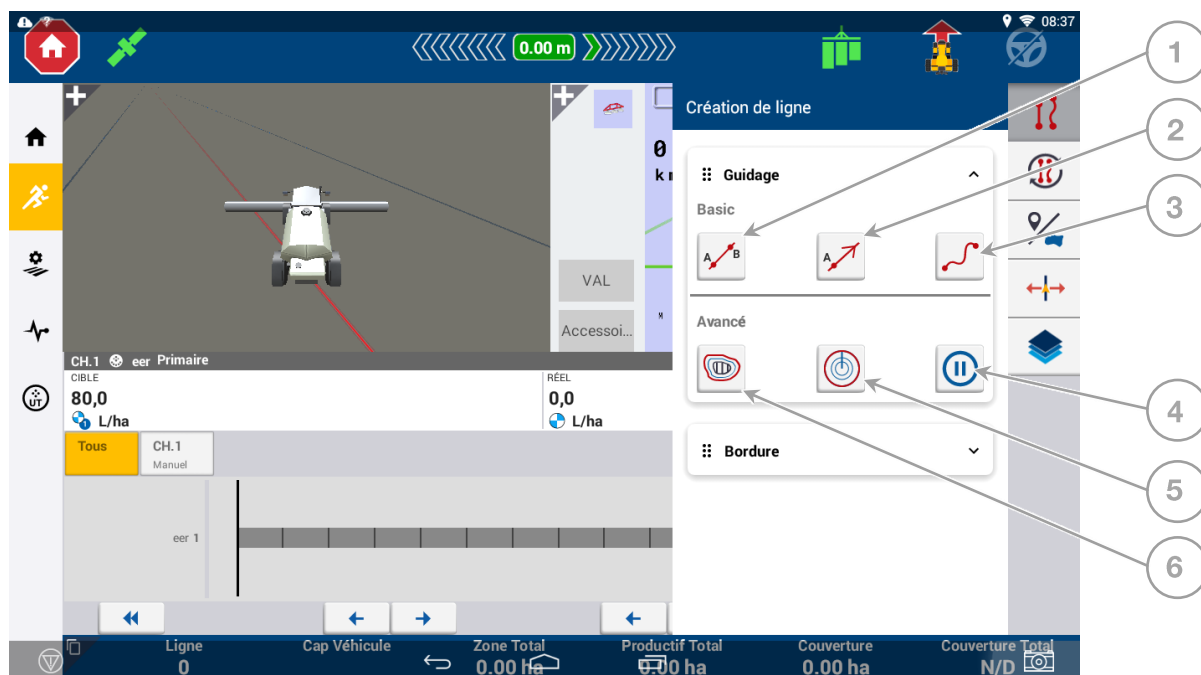 08:37
0.00 m
1
Création de ligne
2
0
k
Guidage
Basic
3
A B
A
VAL
Avancé
Accessoi...
CH.1 eer Primaire
CIBLE
80,0
1 L/ha
RÉEL
0,0
L/ha
UT
4
Tous
CH.1
Manuel
Bordure
5
eer 1
6
Ligne
0
Cap Véhicule
Zone Total
0.00 ha
Productif Total
0.00 ha
Couverture
0.00 ha
Couverture Total
N/D